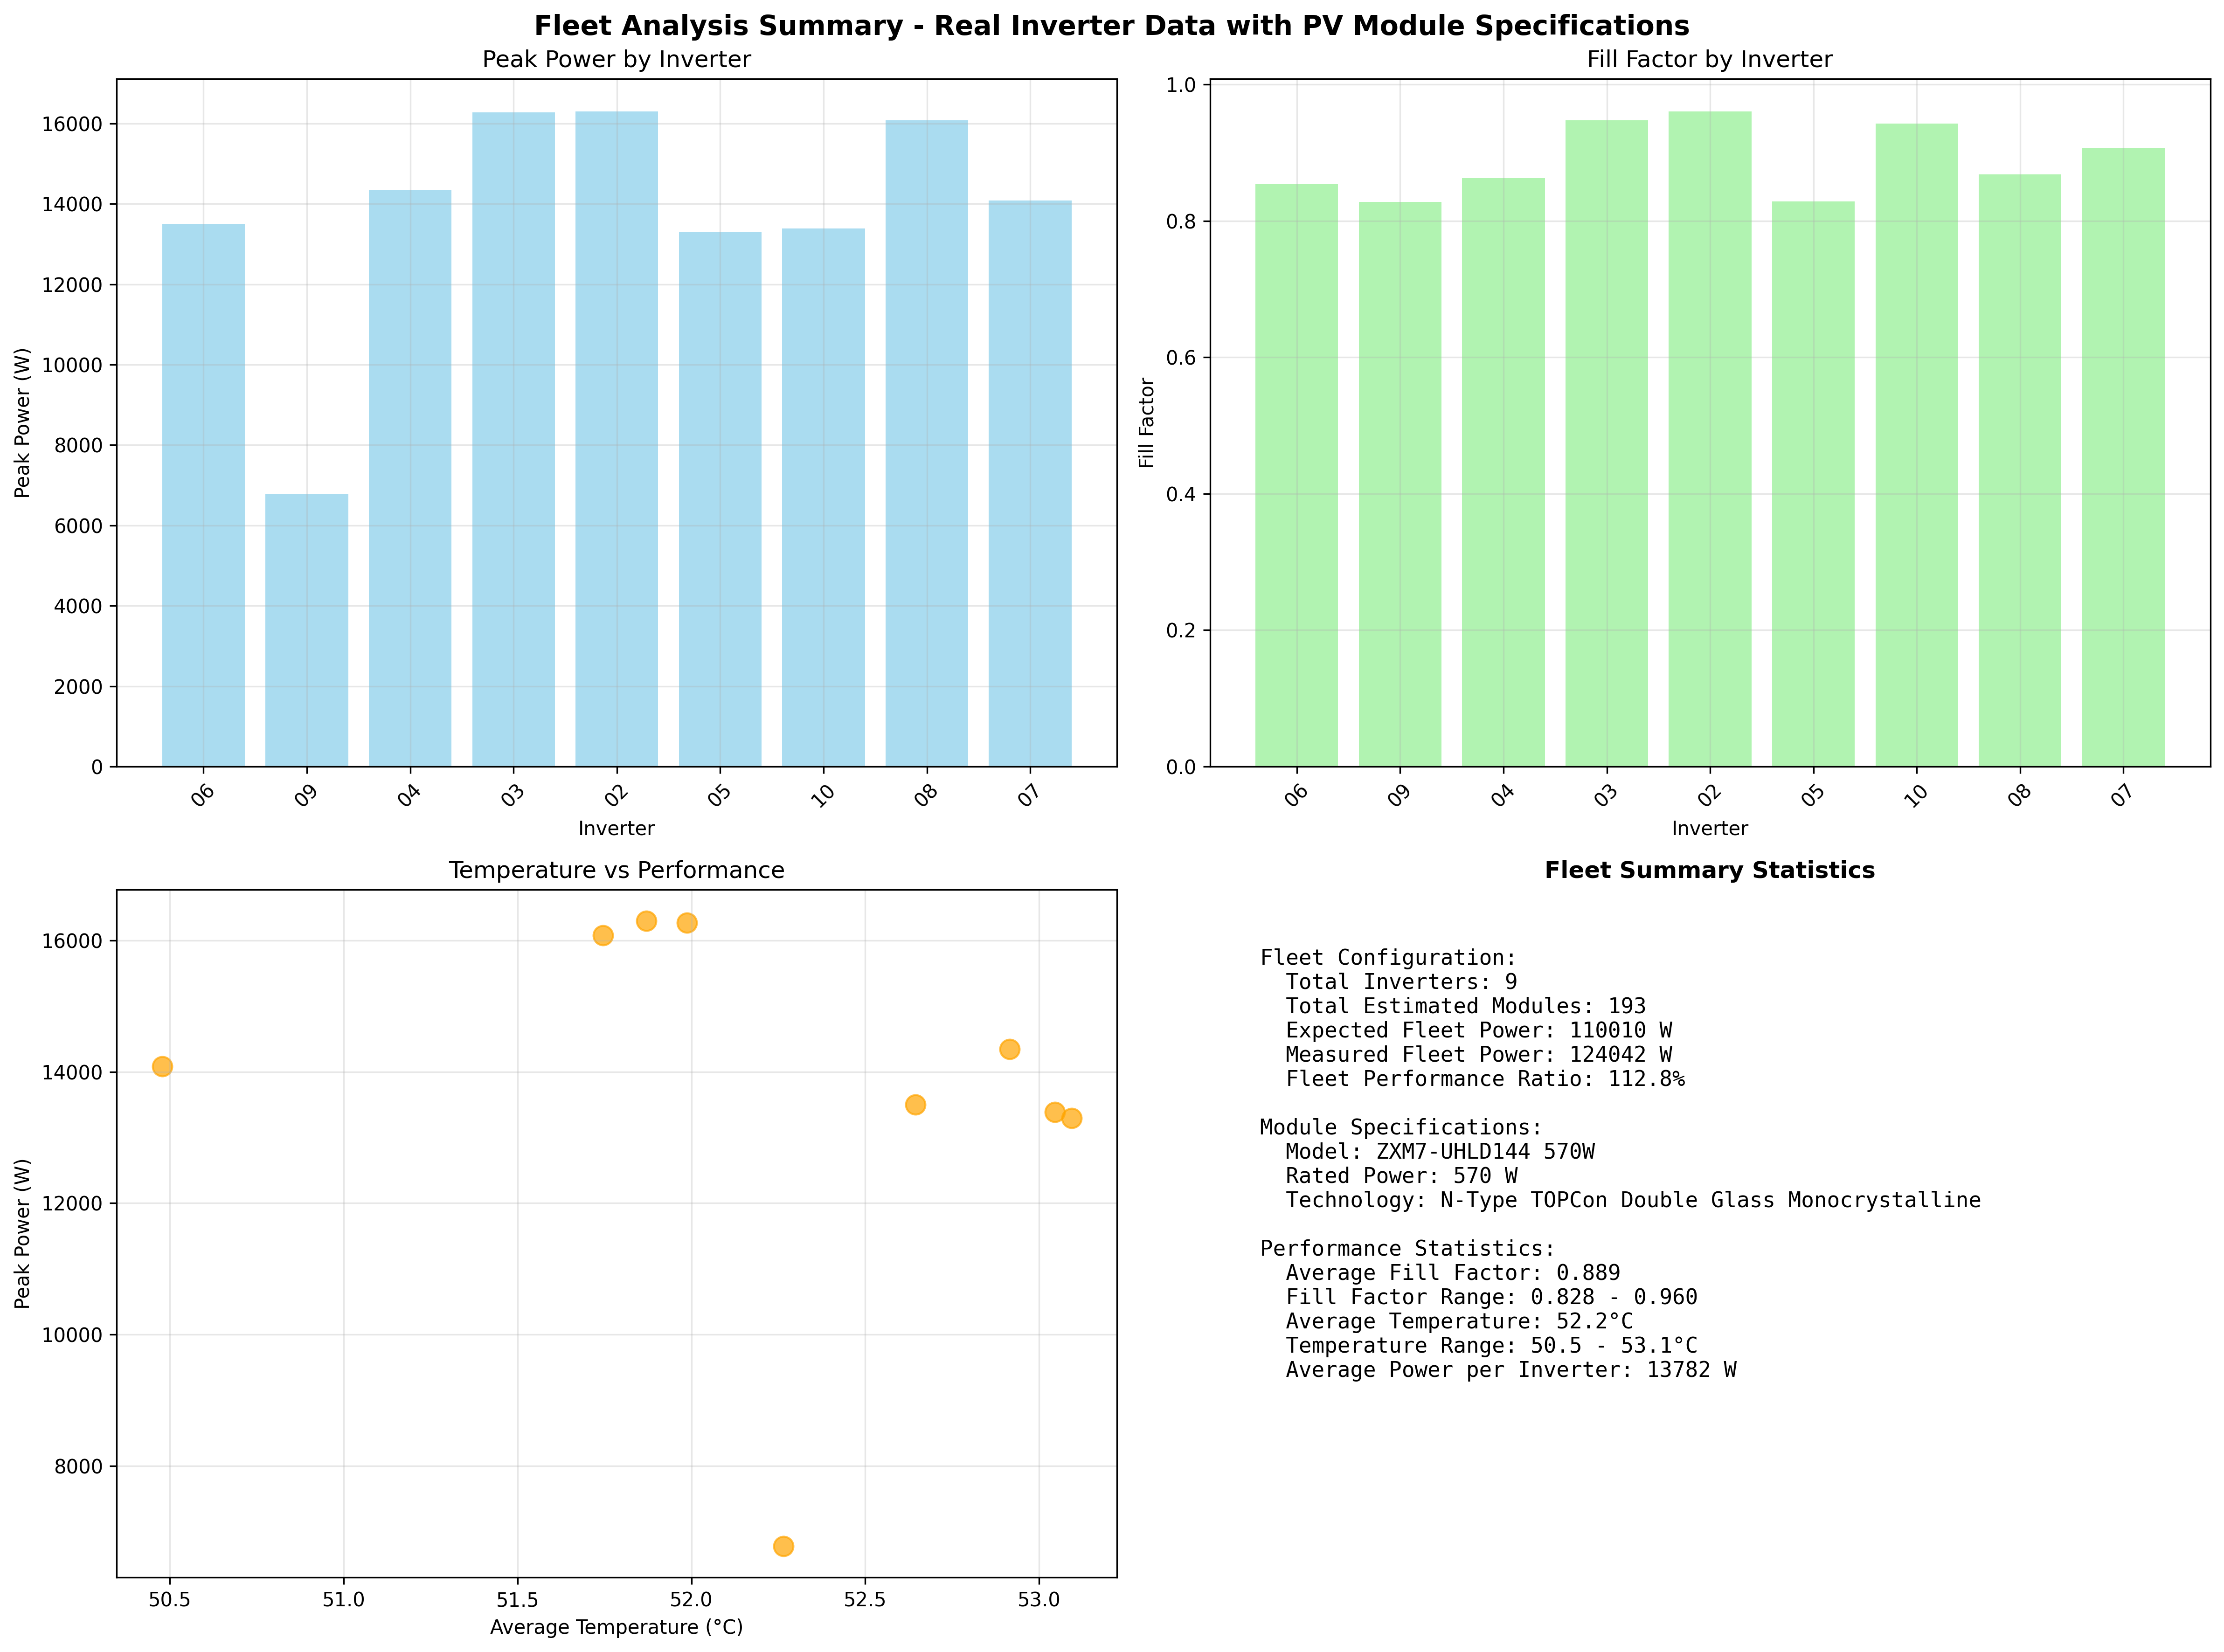 Fleet Analysis Summary - Real Inverter Data with PV Module Specifications
Peak Power by Inverter
Peak Power (W)
16000
14000
12000
10000
8000
6000
4000
2000
0
06 09 04 03 02 05 10 08 07
Inverter
Fill Factor by Inverter
Fill Factor
1.0
0.8
0.6
0.4
0.2
0.0
06 09 04 03 02 05 10 08 07
Inverter
Temperature vs Performance
Peak Power (W)
16000
14000
12000
10000
8000
50.5 51.0 51.5 52.0 52.5 53.0
Average Temperature (°C)
Fleet Summary Statistics
Fleet Configuration:
Total Inverters: 9
Total Estimated Modules: 193
Expected Fleet Power: 110010 W
Measured Fleet Power: 124042 W
Fleet Performance Ratio: 112.8%
Module Specifications:
Model: ZXM7-UHLD144 570W
Rated Power: 570 W
Technology: N-Type TOPCon Double Glass Monocrystalline
Performance Statistics:
Average Fill Factor: 0.889
Fill Factor Range: 0.828 - 0.960
Average Temperature: 52.2°C
Temperature Range: 50.5 - 53.1°C
Average Power per Inverter: 13782 W